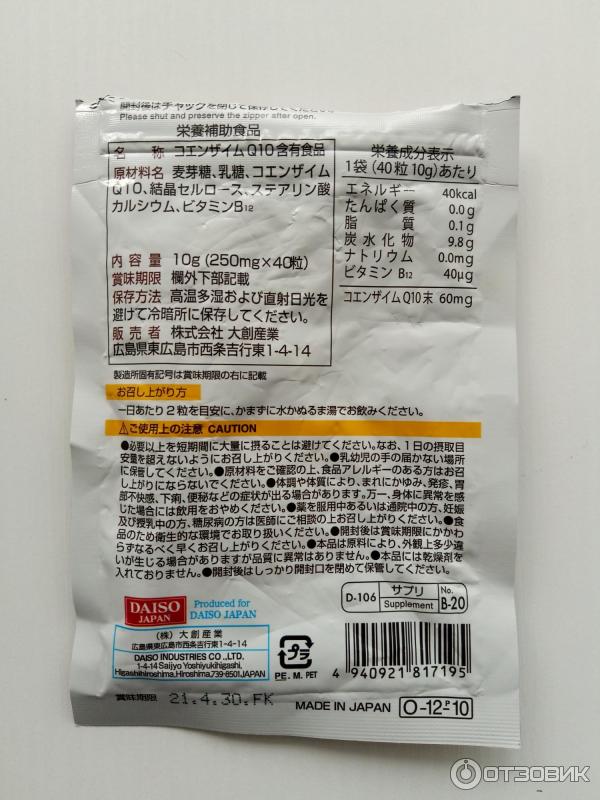 開封後はチャックを閉じて保存してください。
Please shut and preserve the zipper after open.
栄養補助食品
名 称 コエンザイムQ10含有食品
原材料名 麦芽糖、乳糖、コエンザイム
Q10、結晶セルロース、ステアリン酸
カルシウム、ビタミンB12
内 容 量 10g(250mg×40粒)
賞味期限 欄外下部記載
保存方法 高温多湿および直射日光を
避けて冷暗所に保存してください。
販 売 者 株式会社 大創産業
広島県東広島市西条吉行東1-4-14
栄養成分表示
1袋(40粒10g)あたり
エネルギー 40kcal
たんぱく質 0.0g
脂 質 0.1g
炭水化物 9.8g
ナトリウム 0.0mg
ビタミン B12 40μg
コエンザイムQ10末 60mg
製造所固有記号は賞味期限の右に記載
お召し上がり方
一日あたり2粒を目安に、かまずに水かぬるま湯でお飲みください。
⚠ご使用上の注意 CAUTION
●必要以上を短期間に大量に摂ることは避けてください。なお、1日の摂取目
安量を超えないようにお召し上がりください。●乳幼児の手の届かない場所
に保管してください。●原材料をご確認の上、食品アレルギーのある方はお召
し上がりにならないでください。●体調や体質により、まれにかゆみ、発疹、胃
部不快感、下痢、便秘などの症状が出る場合があります。万一、身体に異常を感
じた場合には飲用をおやめください。●薬を服用中あるいは通院中の方、妊娠
及び授乳中の方、糖尿病の方は医師にご相談の上お召し上がりください。●食
品のため衛生的な環境でお取り扱いください。●開封後は賞味期限にかかわ
らずなるべく早くお召し上がりください。●本品は原料により、外観上多少違
いが生じる場合がありますが品質に異常はありません。●本品には乾燥剤を
入れておりません。●開封後はしっかり開封口を閉めて保管してください。
D-106 サプリ Supplement No. B-20
DAISO JAPAN
Produced for
DAISO JAPAN
(株)大創産業
広島県東広島市西条吉行東1-4-14
DAISO INDUSTRIES CO.,LTD.
1-4-14 Saijyo Yoshiyukihigashi,
Higashihiroshima,Hiroshima,739-8501JAPAN
プラ
PE. M. PET
4 940921 817195
賞味期限 21.4.30.FK
MADE IN JAPAN O-12-P10
ОТЗОВИК